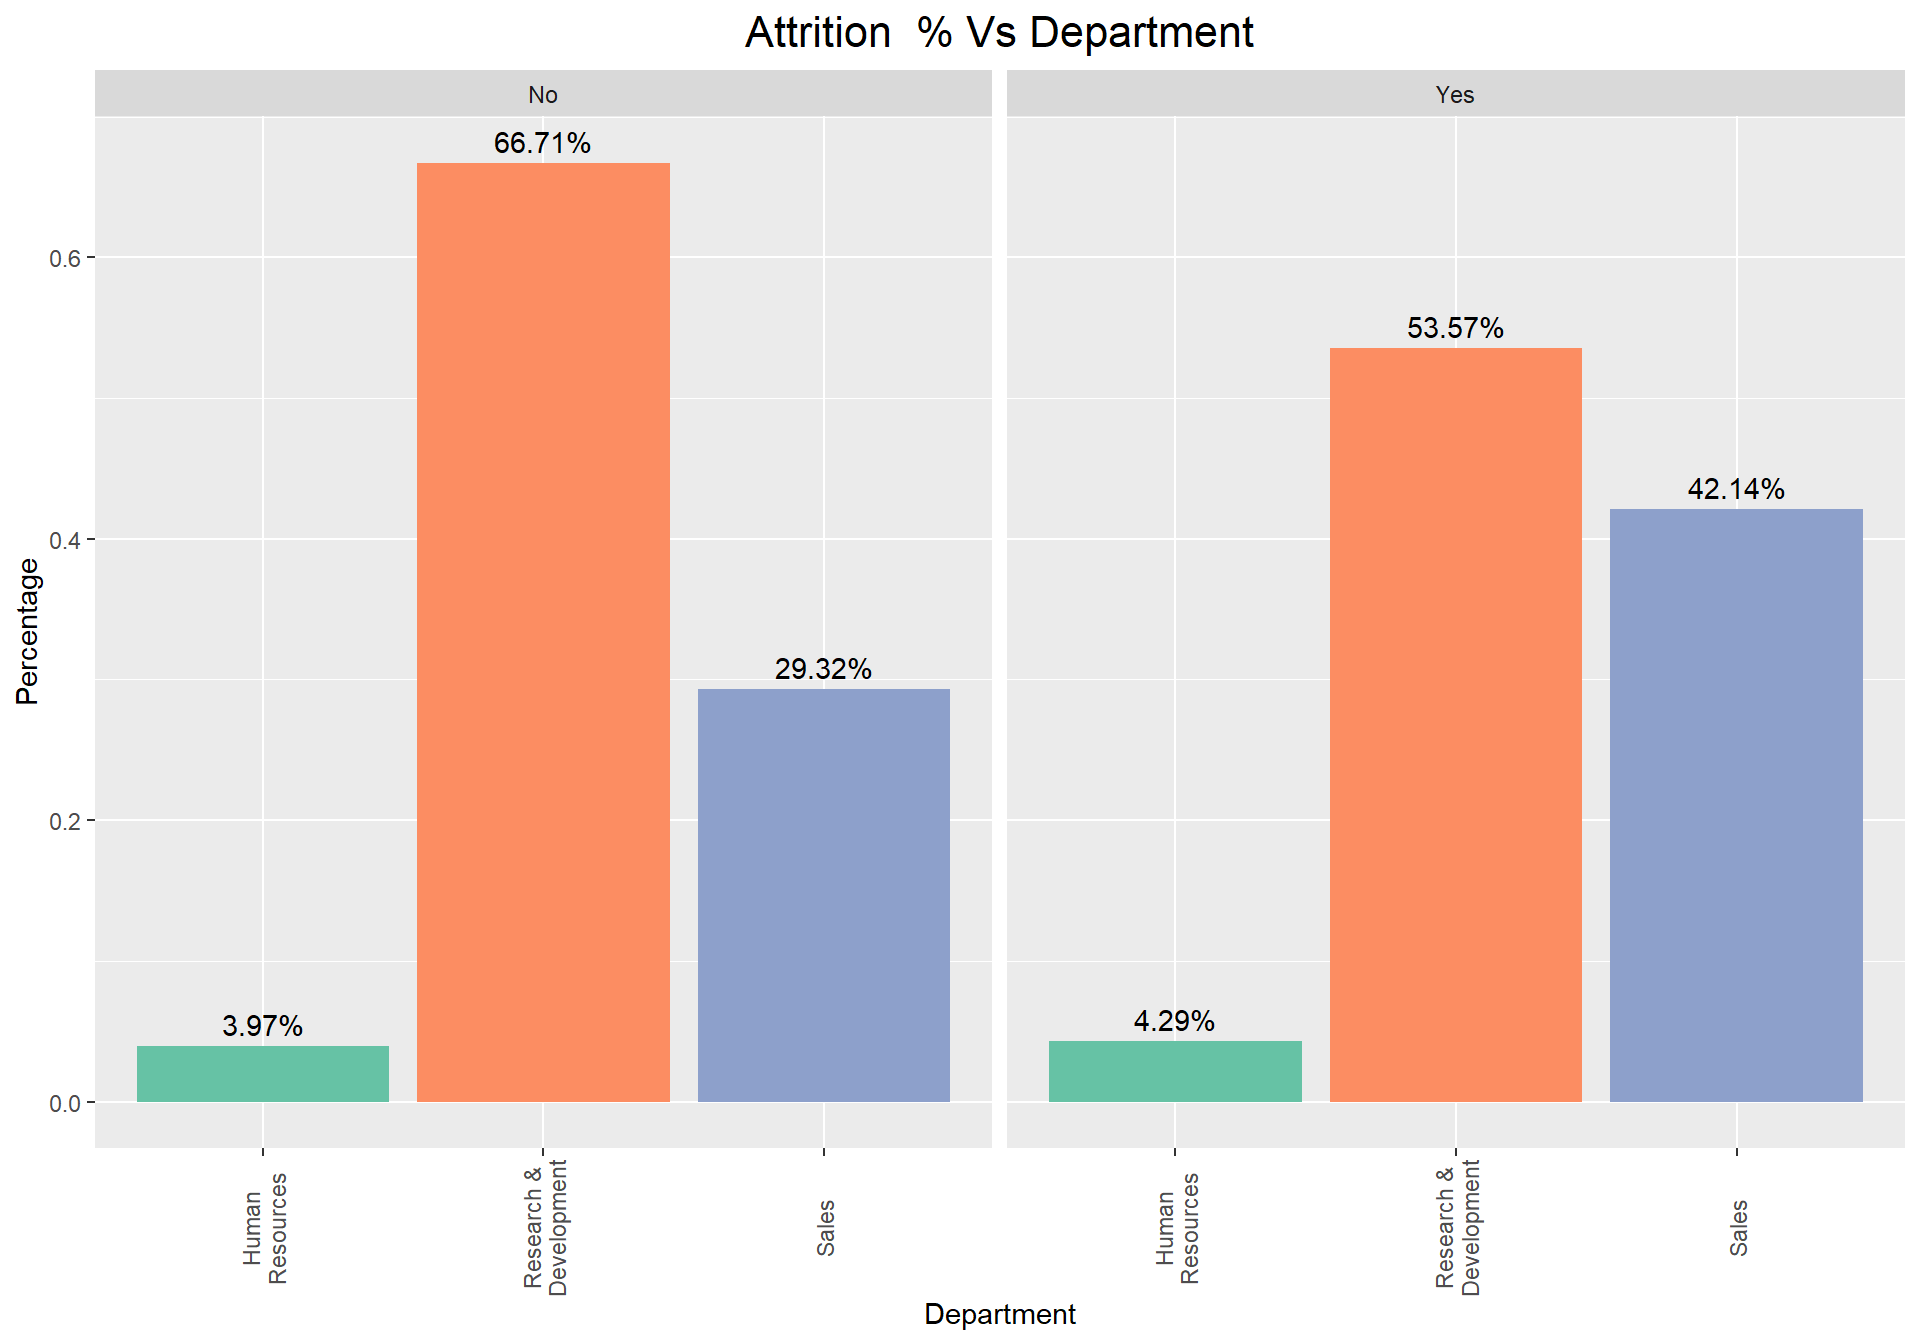 Attrition  % Vs Department
No
Yes
66.71%
53.57%
42.14%
29.32%
3.97%
4.29%
Percentage
0.6
0.4
0.2
0.0
Human
Resources
Research &
Development
Sales
Human
Resources
Research &
Development
Sales
Department